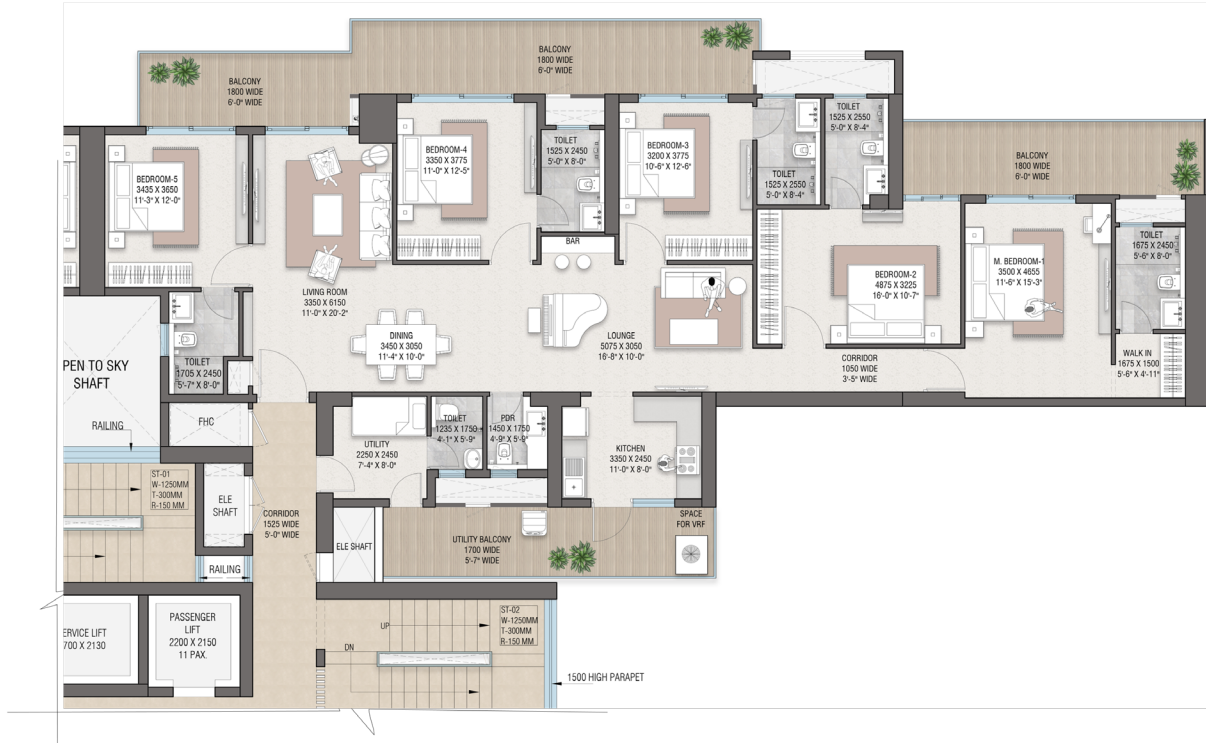 BALCONY
1800 WIDE
6'-0" WIDE
BALCONY
1800 WIDE
6'-0" WIDE
BEDROOM-5
3435 X 3650
11'-3" X 12'-0"
BEDROOM-4
3350 X 3775
11'-0" X 12'-5"
TOILET
1525 X 2450
5'-0" X 8'-0"
BEDROOM-3
3200 X 3775
10'-6" X 12'-6"
TOILET
1525 X 2550
5'-0" X 8'-4"
TOILET
1525 X 2550
5'-0" X 8'-4"
BALCONY
1800 WIDE
6'-0" WIDE
BAR
LIVING ROOM
3350 X 6150
11'-0" X 20'-2"
DINING
3450 X 3050
11'-4" X 10'-0"
LOUNGE
5075 X 3050
16'-8" X 10'-0"
BEDROOM-2
4875 X 3225
16'-0" X 10'-7"
M. BEDROOM-1
3500 X 4655
11'-6" X 15'-3"
TOILET
1675 X 2450
5'-6" X 8'-0"
CORRIDOR
1050 WIDE
3'-5" WIDE
WALK IN
1675 X 1500
5'-6" X 4'-11"
TOILET
1705 X 2450
5'-7" X 8'-0"
PEN TO SKY
SHAFT
RAILING
FHC
UTILITY
2250 X 2450
7'-4" X 8'-0"
TOILET
1235 X 1750
4'-1" X 5'-9"
PDR
1450 X 1750
4'-9" X 5'-9"
KITCHEN
3350 X 2450
11'-0" X 8'-0"
ST-01
W-1250MM
T-300MM
R-150 MM
ELE
SHAFT
CORRIDOR
1525 WIDE
5'-0" WIDE
ELE SHAFT
UTILITY BALCONY
1700 WIDE
5'-7" WIDE
SPACE
FOR VRF
RAILING
ERVICE LIFT
700 X 2130
PASSENGER
LIFT
2200 X 2150
11 PAX.
UP
DN
ST-02
W-1250MM
T-300MM
R-150 MM
1500 HIGH PARAPET